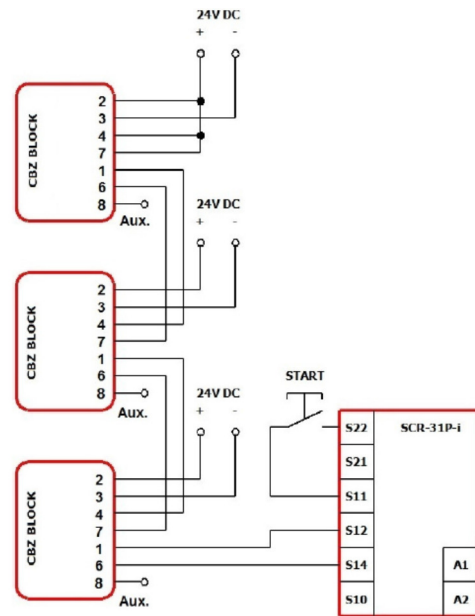 24V DC
+ -
CBZ BLOCK
2
3
4
7
1
6
8
Aux.
24V DC
+ -
CBZ BLOCK
2
3
4
7
1
6
8
Aux.
24V DC
+ -
CBZ BLOCK
2
3
4
7
1
6
8
Aux.
START
SCR-31P-i
S22
S21
S11
S12
S14
S10
A1
A2